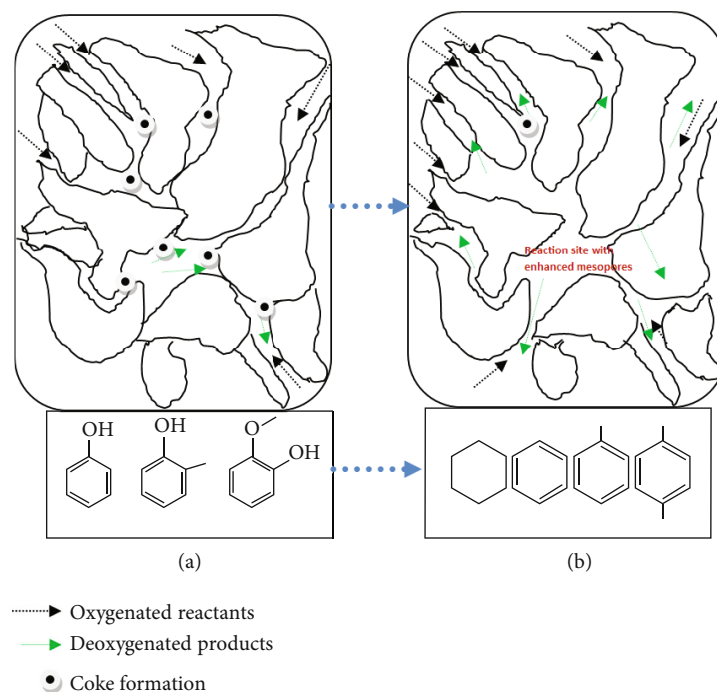 Reaction site with
enhanced mesopores
OH
OH
O
OH
(a)
(b)
Oxygenated reactants
Deoxygenated products
Coke formation